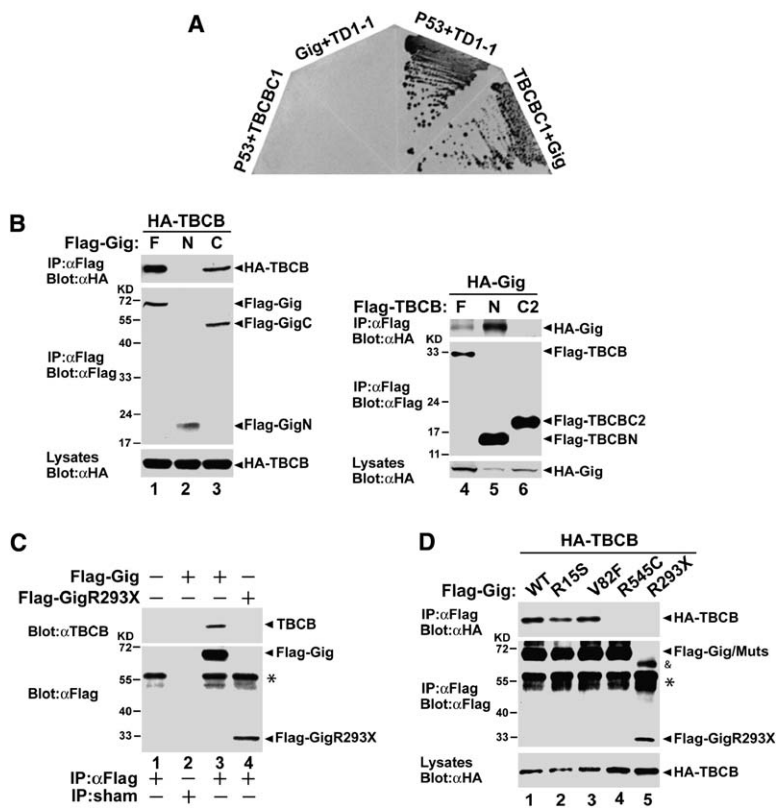 A
P53+TBCBC1
Gig+TD1-1
P53+TD1-1
TBCBC1+Gig
B
HA-TBCB
Flag-Gig: F N C
IP:αFlag
Blot:αHA
HA-TBCB
KD
72
55
40
33
24
17
Flag-Gig
Flag-GigC
IP:αFlag
Blot:αFlag
Flag-GigN
Lysates
Blot:αHA
HA-TBCB
1 2 3
HA-Gig
Flag-TBCB: F N C2
IP:αFlag
Blot:αHA
HA-Gig
KD
33
24
17
11
Flag-TBCB
IP:αFlag
Blot:αFlag
Flag-TBCBC2
Flag-TBCBN
Lysates
Blot:αHA
HA-Gig
4 5 6
C
Flag-Gig − + + −
Flag-GigR293X − − − +
Blot:αTBCB
TBCB
KD
72
55
40
33
Flag-Gig
*
Blot:αFlag
Flag-GigR293X
1 2 3 4
IP:αFlag + − + +
IP:sham − + − −
D
HA-TBCB
Flag-Gig: WT R15S V82F R545C R293X
IP:αFlag
Blot:αHA
HA-TBCB
KD
72
55
40
33
Flag-Gig/Muts
&
*
IP:αFlag
Blot:αFlag
Flag-GigR293X
Lysates
Blot:αHA
HA-TBCB
1 2 3 4 5